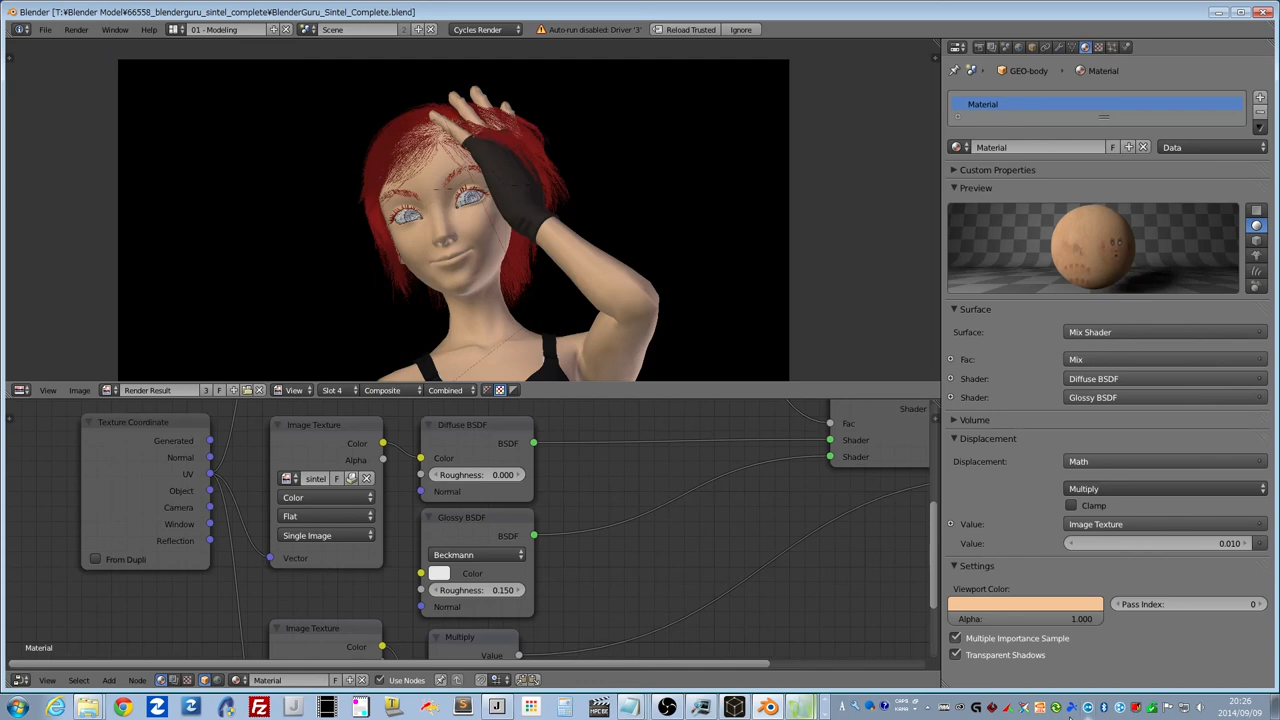 Blender [T:¥Blender Model¥66558_blenderguru_sintel_complete¥BlenderGuru_Sintel_Complete.blend]
File Render Window Help 01 - Modeling Scene 2 Cycles Render Auto-run disabled: Driver '3' Reload Trusted Ignore
GEO-body Material
Material
Material F Data
Custom Properties
Preview
Surface
Surface: Mix Shader
Fac: Mix
Shader: Diffuse BSDF
Shader: Glossy BSDF
Volume
Displacement
Displacement: Math
Multiply
Clamp
Value: Image Texture
Value: 0.010
Settings
Viewport Color:
Alpha: 1.000
Pass Index: 0
Multiple Importance Sample
Transparent Shadows
View Image Render Result 3 F View Slot 4 Composite Combined
Texture Coordinate
Generated
Normal
UV
Object
Camera
Window
Reflection
From Dupli
Image Texture
Color
Alpha
sintel F
Color
Flat
Single Image
Vector
Diffuse BSDF
BSDF
Color
Roughness: 0.000
Normal
Glossy BSDF
BSDF
Beckmann
Color
Roughness: 0.150
Normal
Image Texture
Color
Multiply
Value
Shader
Fac
Shader
Shader
Material
View Select Add Node Material F Use Nodes
CAPS
KANA
20:26
2014/09/09